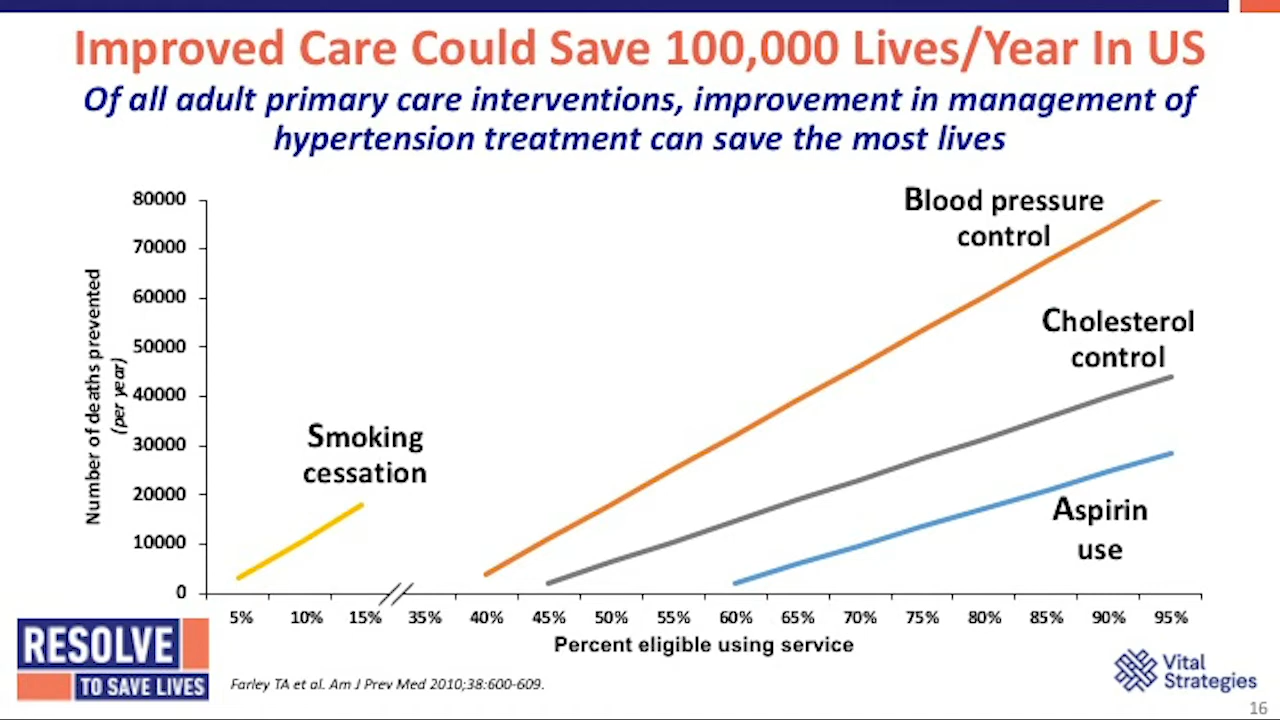 Improved Care Could Save 100,000 Lives/Year In US
Of all adult primary care interventions, improvement in management of
hypertension treatment can save the most lives
Number of deaths prevented
(per year)
80000
70000
60000
50000
40000
30000
20000
10000
0
Smoking
cessation
Blood pressure
control
Cholesterol
control
Aspirin
use
5% 10% 15% 35% 40% 45% 50% 55% 60% 65% 70% 75% 80% 85% 90% 95%
Percent eligible using service
RESOLVE
TO SAVE LIVES
Farley TA et al. Am J Prev Med 2010;38:600-609.
Vital
Strategies
16